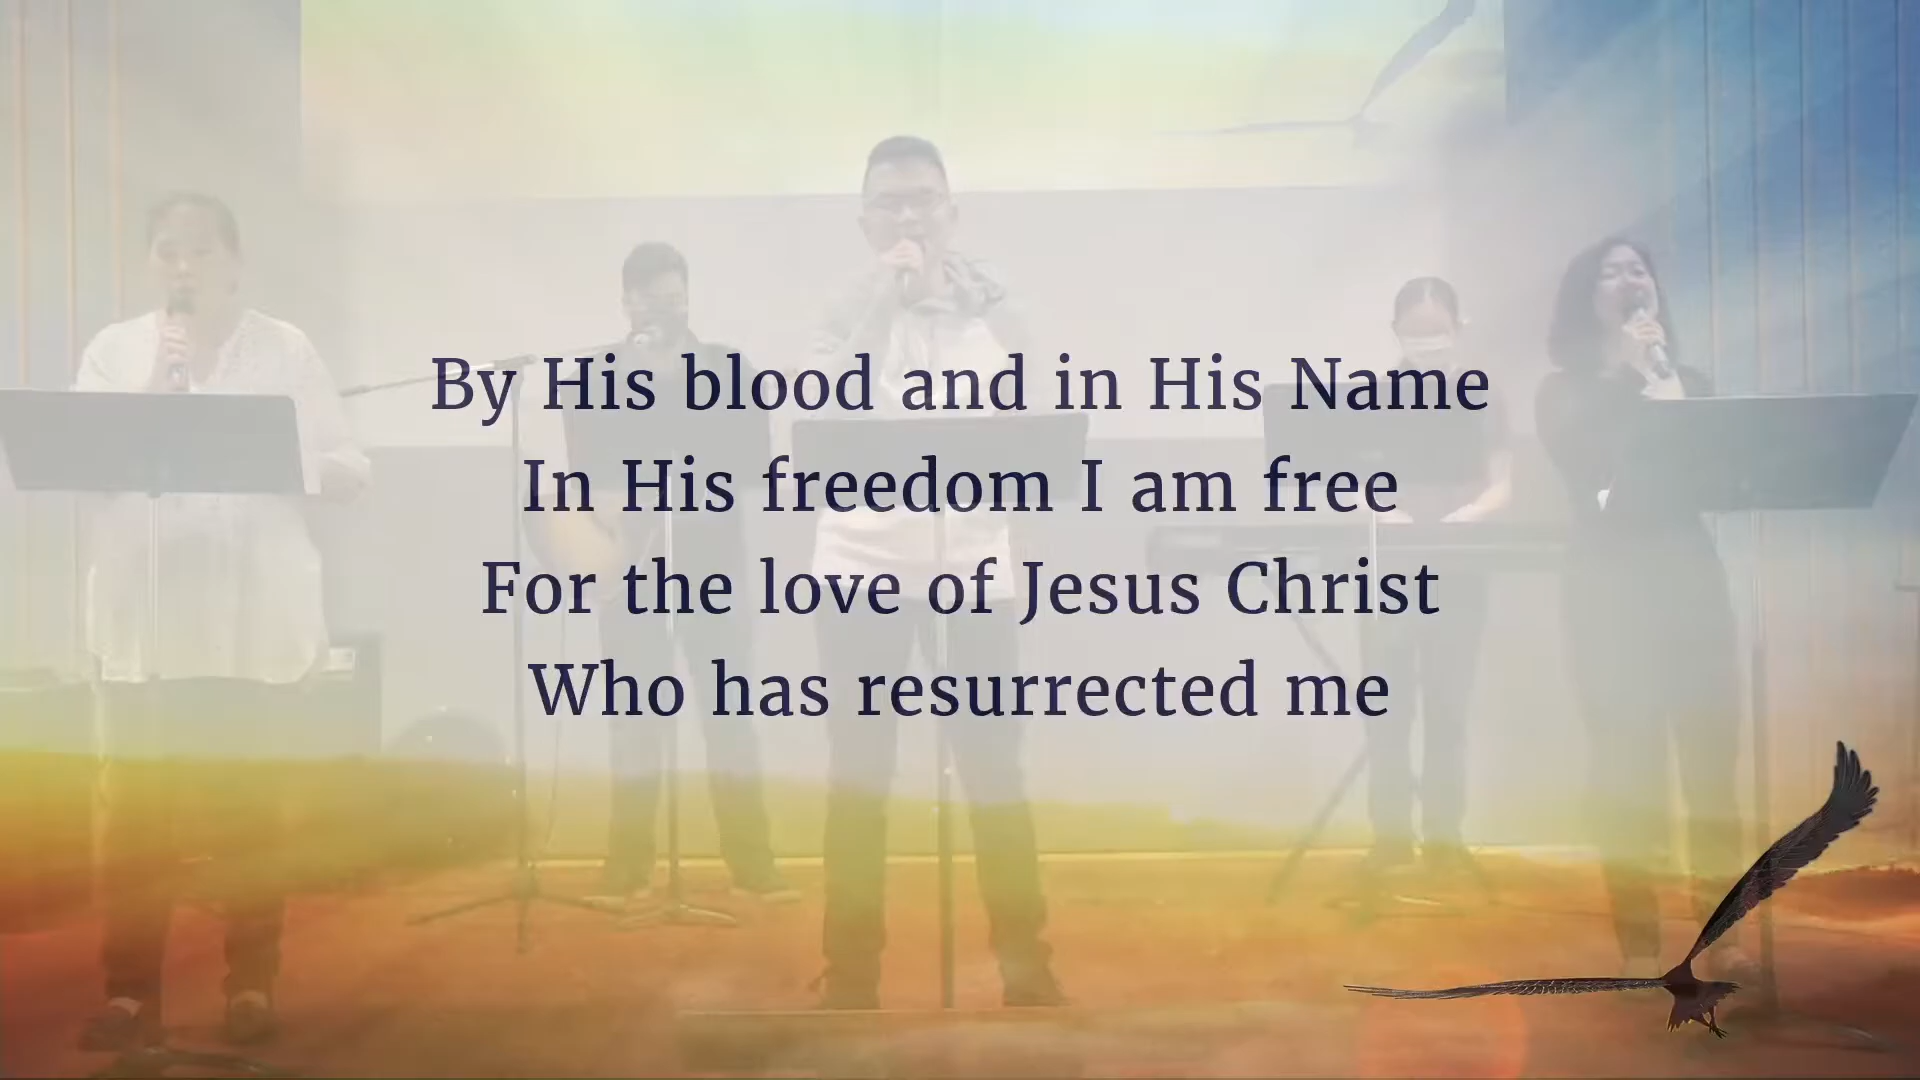 By His blood and in His Name
In His freedom I am free
For the love of Jesus Christ
Who has resurrected me